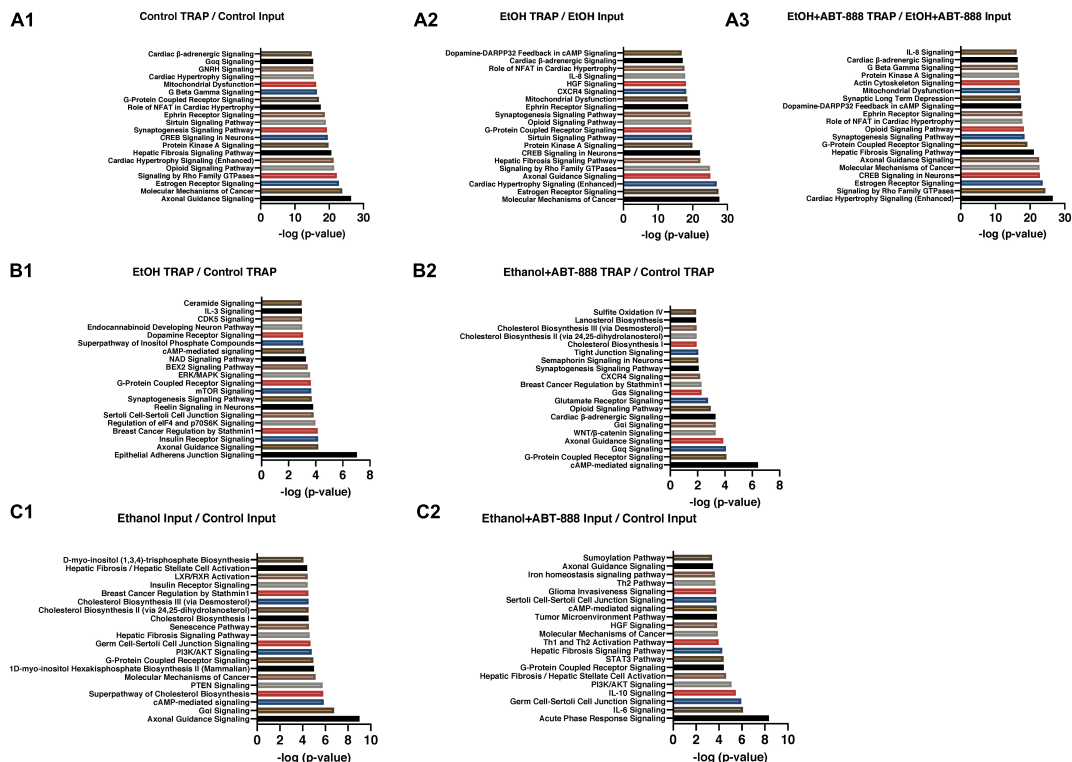 A1
Control TRAP / Control Input
Cardiac β-adrenergic Signaling
Gαq Signaling
GNRH Signaling
Cardiac Hypertrophy Signaling
Mitochondrial Dysfunction
G Beta Gamma Signaling
G-Protein Coupled Receptor Signaling
Role of NFAT in Cardiac Hypertrophy
Ephrin Receptor Signaling
Sirtuin Signaling Pathway
Synaptogenesis Signaling Pathway
CREB Signaling in Neurons
Protein Kinase A Signaling
Hepatic Fibrosis Signaling Pathway
Cardiac Hypertrophy Signaling (Enhanced)
Opioid Signaling Pathway
Signaling by Rho Family GTPases
Estrogen Receptor Signaling
Molecular Mechanisms of Cancer
Axonal Guidance Signaling
0 10 20 30
-log (p-value)
A2
EtOH TRAP / EtOH Input
Dopamine-DARPP32 Feedback in cAMP Signaling
Cardiac β-adrenergic Signaling
Role of NFAT in Cardiac Hypertrophy
IL-8 Signaling
HGF Signaling
CXCR4 Signaling
Mitochondrial Dysfunction
Ephrin Receptor Signaling
Synaptogenesis Signaling Pathway
Opioid Signaling Pathway
G-Protein Coupled Receptor Signaling
Sirtuin Signaling Pathway
Protein Kinase A Signaling
CREB Signaling in Neurons
Hepatic Fibrosis Signaling Pathway
Signaling by Rho Family GTPases
Axonal Guidance Signaling
Cardiac Hypertrophy Signaling (Enhanced)
Estrogen Receptor Signaling
Molecular Mechanisms of Cancer
0 10 20 30
-log (p-value)
A3
EtOH+ABT-888 TRAP / EtOH+ABT-888 Input
IL-8 Signaling
Cardiac β-adrenergic Signaling
G Beta Gamma Signaling
Protein Kinase A Signaling
Actin Cytoskeleton Signaling
Mitochondrial Dysfunction
Synaptic Long Term Depression
Dopamine-DARPP32 Feedback in cAMP Signaling
Ephrin Receptor Signaling
Role of NFAT in Cardiac Hypertrophy
Opioid Signaling Pathway
Synaptogenesis Signaling Pathway
G-Protein Coupled Receptor Signaling
Hepatic Fibrosis Signaling Pathway
Axonal Guidance Signaling
Molecular Mechanisms of Cancer
CREB Signaling in Neurons
Estrogen Receptor Signaling
Signaling by Rho Family GTPases
Cardiac Hypertrophy Signaling (Enhanced)
0 10 20 30
-log (p-value)
B1
EtOH TRAP / Control TRAP
Ceramide Signaling
IL-3 Signaling
CDK5 Signaling
Endocannabinoid Developing Neuron Pathway
Dopamine Receptor Signaling
Superpathway of Inositol Phosphate Compounds
cAMP-mediated signaling
NAD Signaling Pathway
BEX2 Signaling Pathway
ERK/MAPK Signaling
G-Protein Coupled Receptor Signaling
mTOR Signaling
Synaptogenesis Signaling Pathway
Reelin Signaling in Neurons
Sertoli Cell-Sertoli Cell Junction Signaling
Regulation of eIF4 and p70S6K Signaling
Breast Cancer Regulation by Stathmin1
Insulin Receptor Signaling
Axonal Guidance Signaling
Epithelial Adherens Junction Signaling
0 2 4 6 8
-log (p-value)
B2
Ethanol+ABT-888 TRAP / Control TRAP
Sulfite Oxidation IV
Lanosterol Biosynthesis
Cholesterol Biosynthesis III (via Desmosterol)
Cholesterol Biosynthesis II (via 24,25-dihydrolanosterol)
Cholesterol Biosynthesis I
Tight Junction Signaling
Semaphorin Signaling in Neurons
Synaptogenesis Signaling Pathway
CXCR4 Signaling
Breast Cancer Regulation by Stathmin1
Gαs Signaling
Glutamate Receptor Signaling
Opioid Signaling Pathway
Cardiac β-adrenergic Signaling
Gαi Signaling
WNT/β-catenin Signaling
Axonal Guidance Signaling
Gαq Signaling
G-Protein Coupled Receptor Signaling
cAMP-mediated signaling
0 2 4 6 8
-log (p-value)
C1
Ethanol Input / Control Input
D-myo-inositol (1,3,4)-trisphosphate Biosynthesis
Hepatic Fibrosis / Hepatic Stellate Cell Activation
LXR/RXR Activation
Insulin Receptor Signaling
Breast Cancer Regulation by Stathmin1
Cholesterol Biosynthesis III (via Desmosterol)
Cholesterol Biosynthesis II (via 24,25-dihydrolanosterol)
Cholesterol Biosynthesis I
Senescence Pathway
Hepatic Fibrosis Signaling Pathway
Germ Cell-Sertoli Cell Junction Signaling
PI3K/AKT Signaling
G-Protein Coupled Receptor Signaling
1D-myo-inositol Hexakisphosphate Biosynthesis II (Mammalian)
Molecular Mechanisms of Cancer
PTEN Signaling
Superpathway of Cholesterol Biosynthesis
cAMP-mediated signaling
Gαi Signaling
Axonal Guidance Signaling
0 2 4 6 8 10
-log (p-value)
C2
Ethanol+ABT-888 Input / Control Input
Sumoylation Pathway
Axonal Guidance Signaling
Iron homeostasis signaling pathway
Th2 Pathway
Glioma Invasiveness Signaling
Sertoli Cell-Sertoli Cell Junction Signaling
cAMP-mediated signaling
Tumor Microenvironment Pathway
HGF Signaling
Molecular Mechanisms of Cancer
Th1 and Th2 Activation Pathway
Hepatic Fibrosis Signaling Pathway
STAT3 Pathway
G-Protein Coupled Receptor Signaling
Hepatic Fibrosis / Hepatic Stellate Cell Activation
PI3K/AKT Signaling
IL-10 Signaling
Germ Cell-Sertoli Cell Junction Signaling
IL-6 Signaling
Acute Phase Response Signaling
0 2 4 6 8 10
-log (p-value)